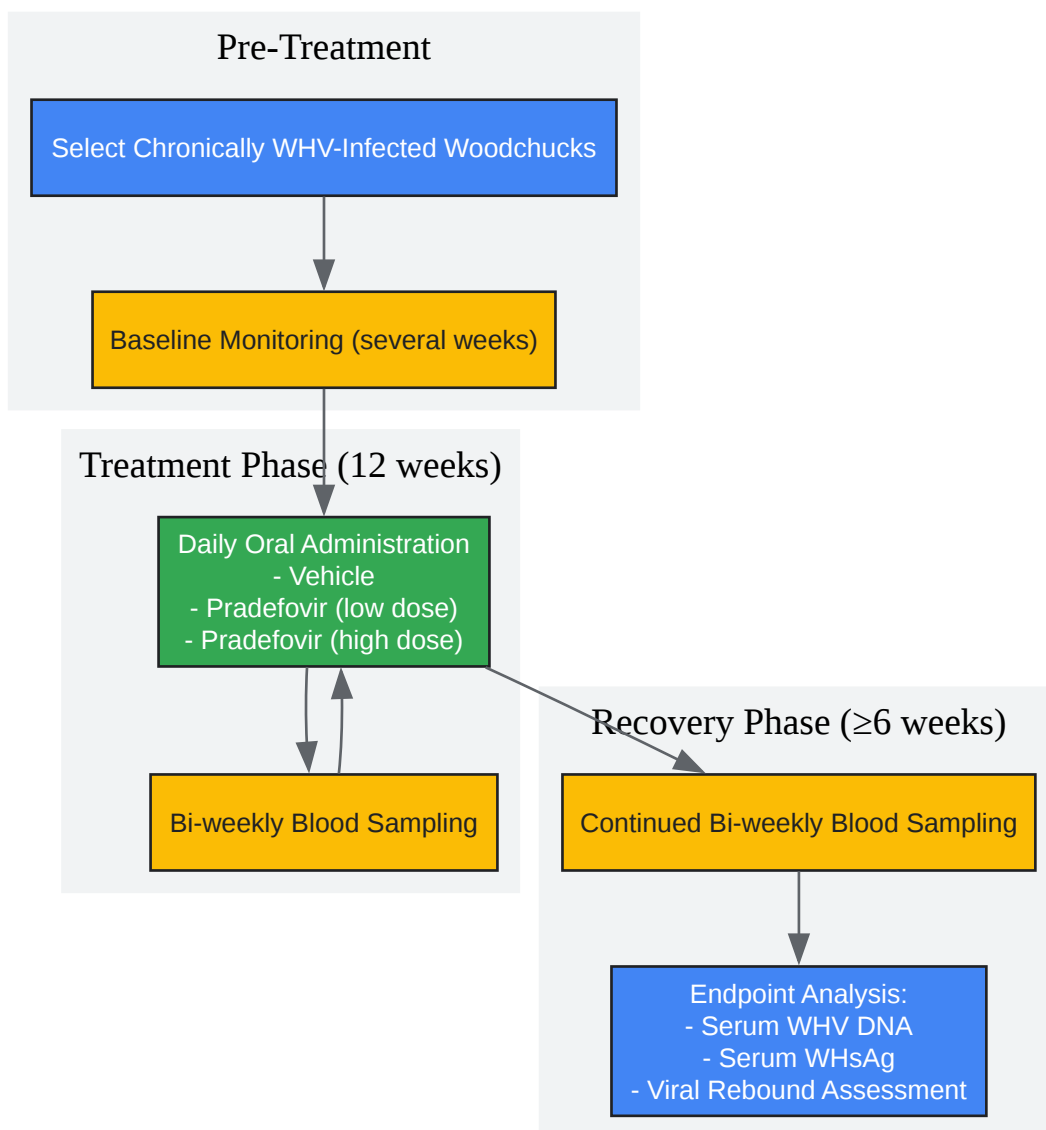 Pre-Treatment
Select Chronically WHV-Infected Woodchucks
Baseline Monitoring (several weeks)
Treatment Phase (12 weeks)
Daily Oral Administration
- Vehicle
- Pradefovir (low dose)
- Pradefovir (high dose)
Bi-weekly Blood Sampling
Recovery Phase (≥6 weeks)
Continued Bi-weekly Blood Sampling
Endpoint Analysis:
- Serum WHV DNA
- Serum WHsAg
- Viral Rebound Assessment